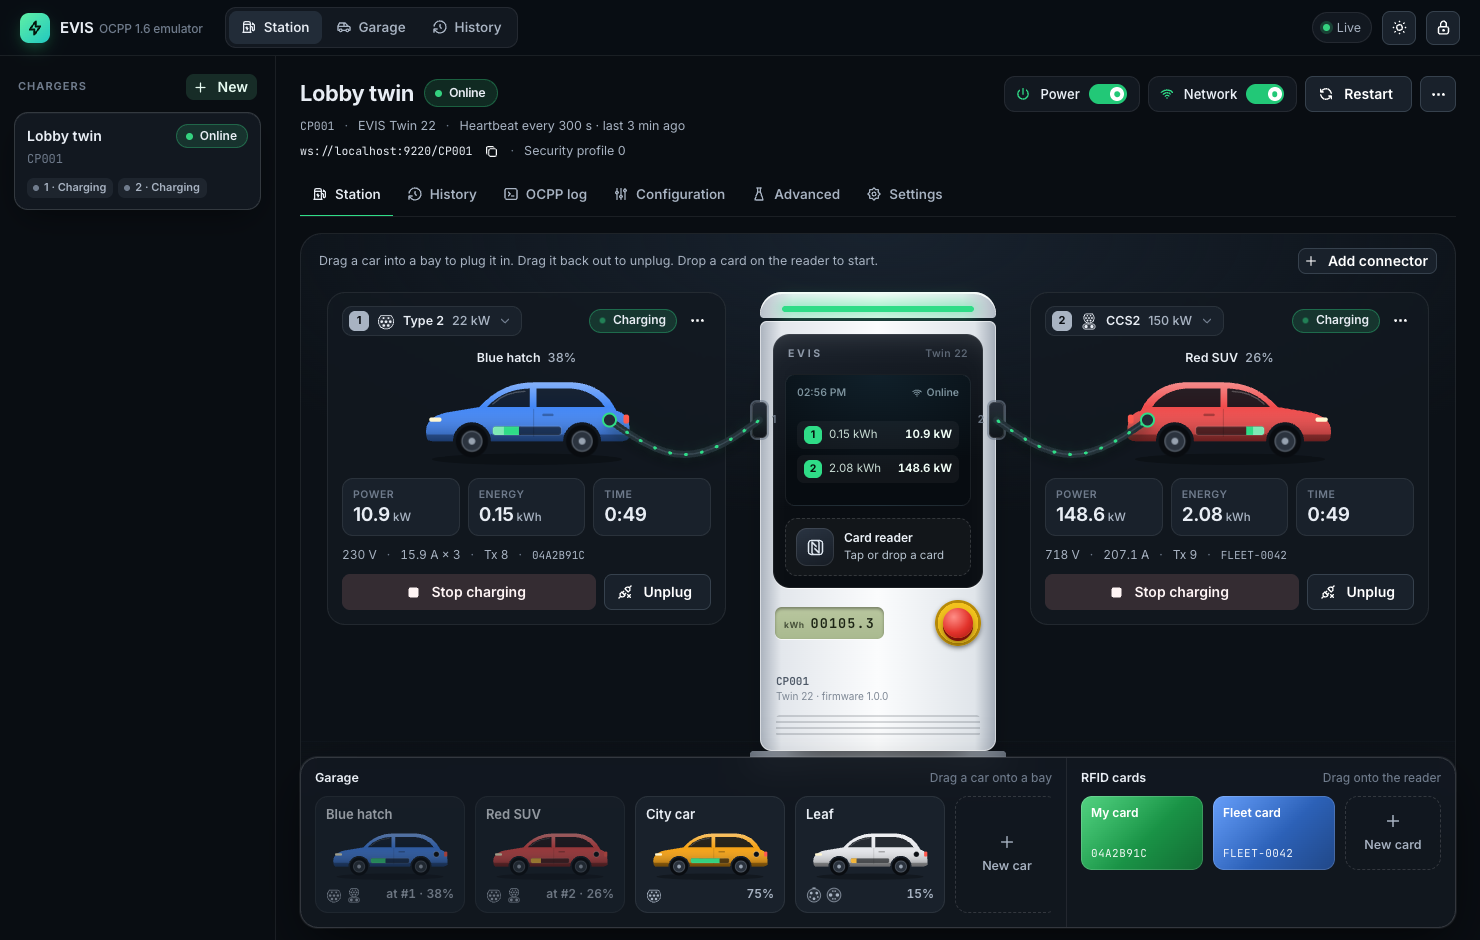 EVIS OCPP 1.6 emulator
Station
Garage
History
Live
CHARGERS
+ New
Lobby twin
Online
CP001
1 · Charging
2 · Charging
Lobby twin
Online
Power
Network
Restart
CP001 · EVIS Twin 22 · Heartbeat every 300 s · last 3 min ago
ws://localhost:9220/CP001 · Security profile 0
Station
History
OCPP log
Configuration
Advanced
Settings
Drag a car into a bay to plug it in. Drag it back out to unplug. Drop a card on the reader to start.
+ Add connector
1 Type 2 22 kW
Charging
Blue hatch 38%
POWER
10.9 kW
ENERGY
0.15 kWh
TIME
0:49
230 V · 15.9 A × 3 · Tx 8 · 04A2B91C
Stop charging
Unplug
EVIS
Twin 22
02:56 PM
Online
1 0.15 kWh 10.9 kW
2 2.08 kWh 148.6 kW
1
2
Card reader
Tap or drop a card
kWh 00105.3
CP001
Twin 22 · firmware 1.0.0
2 CCS2 150 kW
Charging
Red SUV 26%
POWER
148.6 kW
ENERGY
2.08 kWh
TIME
0:49
718 V · 207.1 A · Tx 9 · FLEET-0042
Stop charging
Unplug
Garage
Drag a car onto a bay
Blue hatch
at #1 · 38%
Red SUV
at #2 · 26%
City car
75%
Leaf
15%
+
New car
RFID cards
Drag onto the reader
My card
04A2B91C
Fleet card
FLEET-0042
+
New card